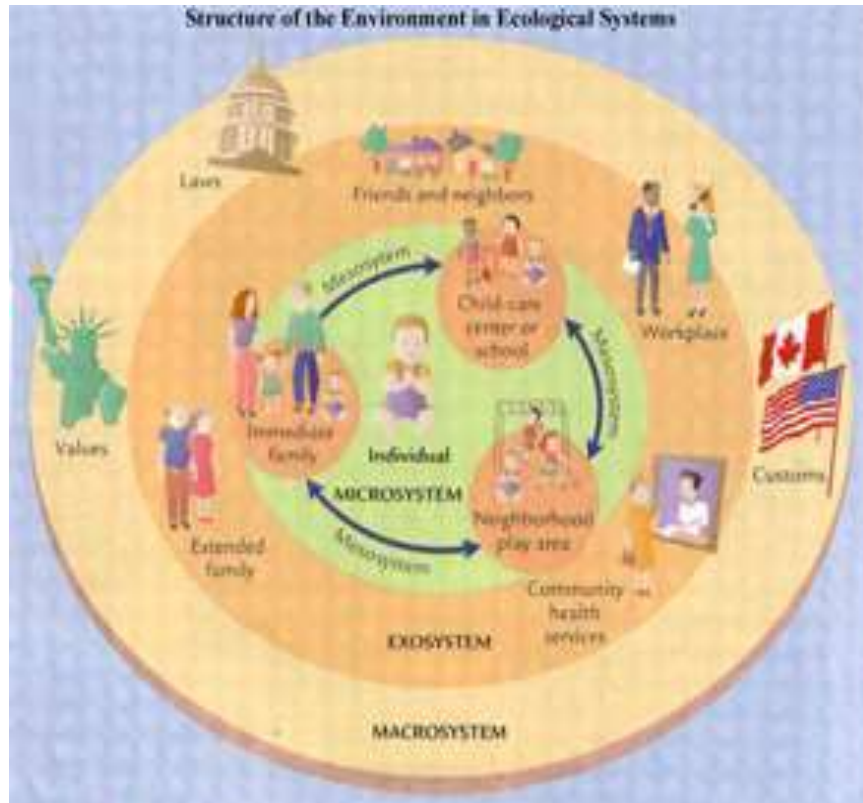 Structure of the Environment in Ecological Systems
Laws
Friends and neighbors
Mesosytem
Child-care
center or
school
Workplace
Mesosystem
Values
Immediate
family
Individual
MICROSYSTEM
Customs
Neighborhood
play area
Mesosystem
Extended
family
Community
health
services
EXOSYSTEM
MACROSYSTEM